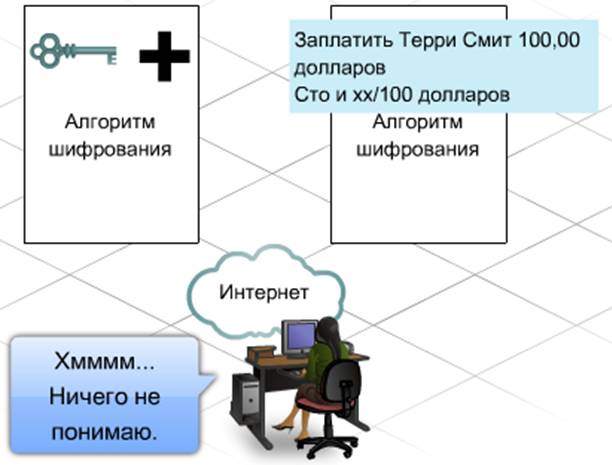 Заплатить Терри Смит 100,00
долларов
Сто и xx/100 долларов
Алгоритм
шифрования
Алгоритм
шифрования
Интернет
Хмммм...
Ничего не
понимаю.